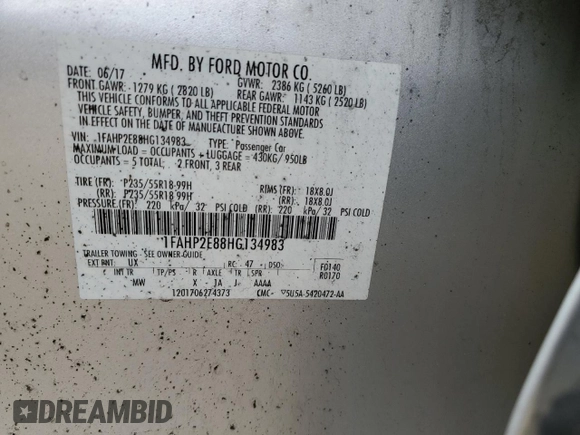 MFD. BY FORD MOTOR CO.
DATE: 06/17 GVWR: 2386 KG ( 5260 LB)
FRONT GAWR: 1279 KG ( 2820 LB) REAR GAWR: 1143 KG ( 2520 LB)
THIS VEHICLE CONFORMS TO ALL APPLICABLE FEDERAL MOTOR
VEHICLE SAFETY, BUMPER, AND THEFT PREVENTION STANDARDS
IN EFFECT ON THE DATE OF MANUFACTURE SHOWN ABOVE.
VIN: 1FAHP2E88HG134983 TYPE: Passenger Car
MAXIMUM LOAD = OCCUPANTS + LUGGAGE = 430KG/950LB
OCCUPANTS = 5 TOTAL. 2 FRONT, 3 REAR
TIRE (FR): P235/55R18 99H RIMS (FR): 18X8.0J
(RR): P235/55R18 99H (RR): 18X8.0J
PRESSURE (FR): 220 kPa/ 32 PSI COLD (RR): 220 kPa/ 32 PSI COLD
1FAHP2E88HG134983
TRAILER TOWING - SEE OWNER GUIDE
EXT PNT: UX RC: 47 DSO:
INT TR TP/PS R AXLE TR SPR
MW X JA J AAAA
F0140
R0170
1201706274373 5U5A-5420472-AA
DREAMBID